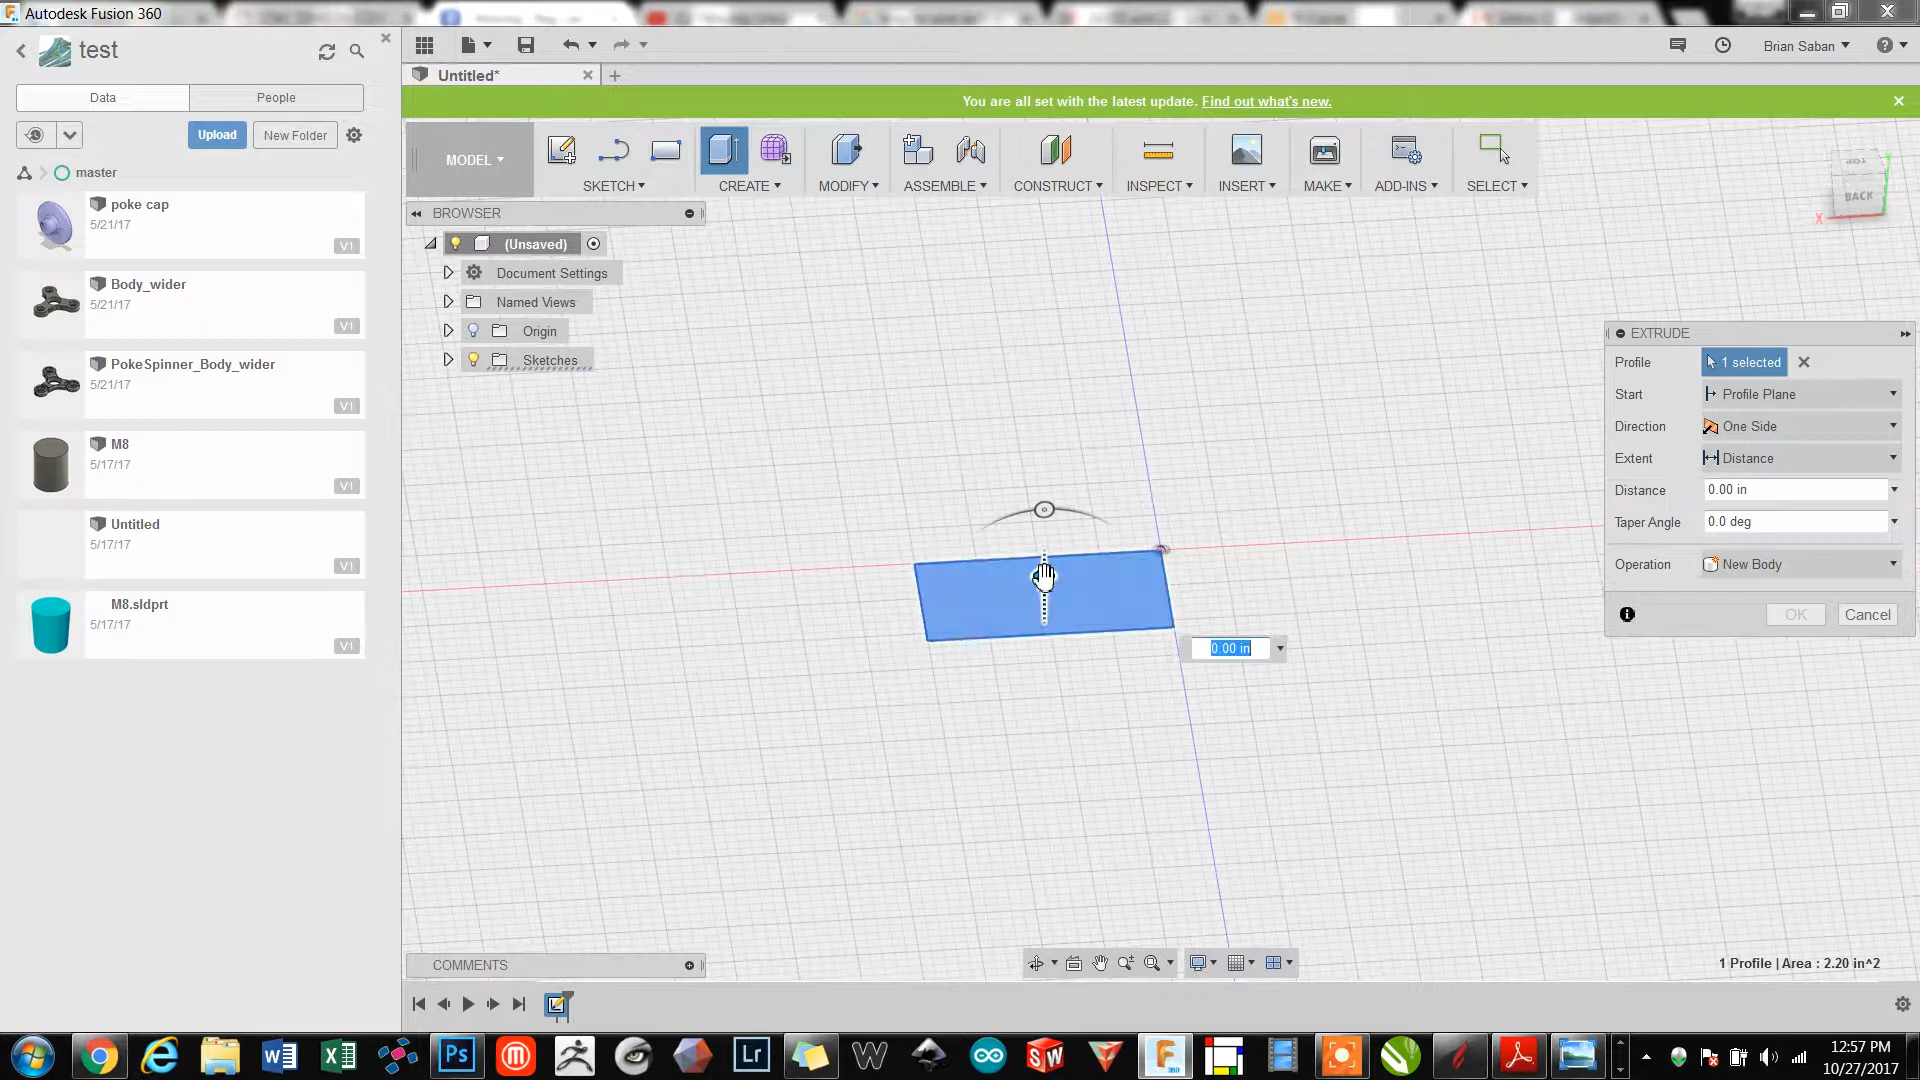 Autodesk Fusion 360
test
Data
People
Upload
New Folder
master
poke cap
5/21/17
V1
Body_wider
5/21/17
V1
PokeSpinner_Body_wider
5/21/17
V1
M8
5/17/17
V1
Untitled
5/17/17
V1
M8.sldprt
5/17/17
V1
Brian Saban
Untitled*
You are all set with the latest update. Find out what's new.
MODEL
SKETCH
CREATE
MODIFY
ASSEMBLE
CONSTRUCT
INSPECT
INSERT
MAKE
ADD-INS
SELECT
TOP
BACK
X
BROWSER
(Unsaved)
Document Settings
Named Views
Origin
Sketches
EXTRUDE
Profile
1 selected
Start
Profile Plane
Direction
One Side
Extent
Distance
Distance
0.00 in
Taper Angle
0.0 deg
Operation
New Body
OK
Cancel
0.00 in
COMMENTS
1 Profile | Area : 2.20 in^2
Ps
Lr
W
SW
F
360
12:57 PM
10/27/2017